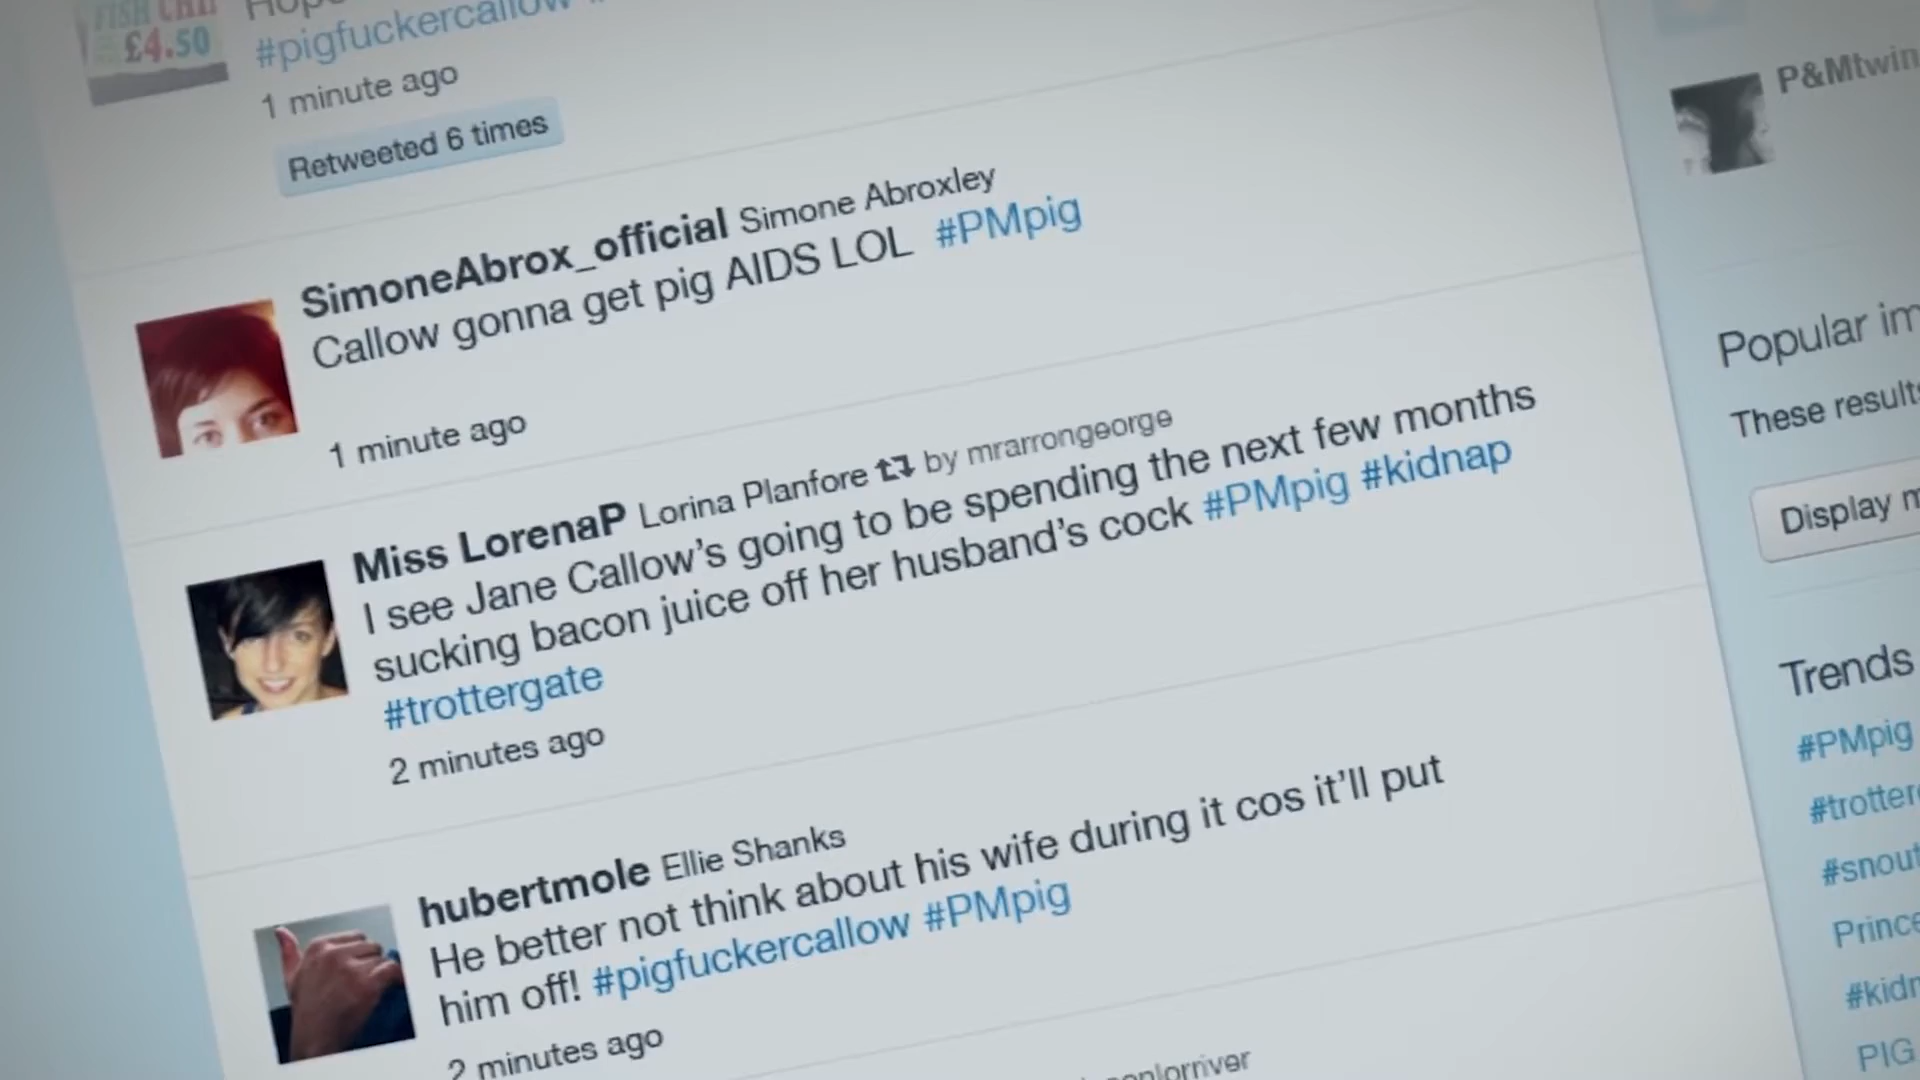 FISH
£4.50
#pigfuckercallow
1 minute ago
Retweeted 6 times
SimoneAbrox_official Simone Abroxley
Callow gonna get pig AIDS LOL #PMpig
1 minute ago
Miss LorenaP Lorina Planfore by mrarrongeorge
I see Jane Callow's going to be spending the next few months
sucking bacon juice off her husband's cock #PMpig #kidnap
#trottergate
2 minutes ago
hubertmole Ellie Shanks
He better not think about his wife during it cos it'll put
him off! #pigfuckercallow #PMpig
2 minutes ago
P&Mtwin
Popular im
These results
Display m
Trends
#PMpig
#trotter
#snout
Prince
#kidn
PIG